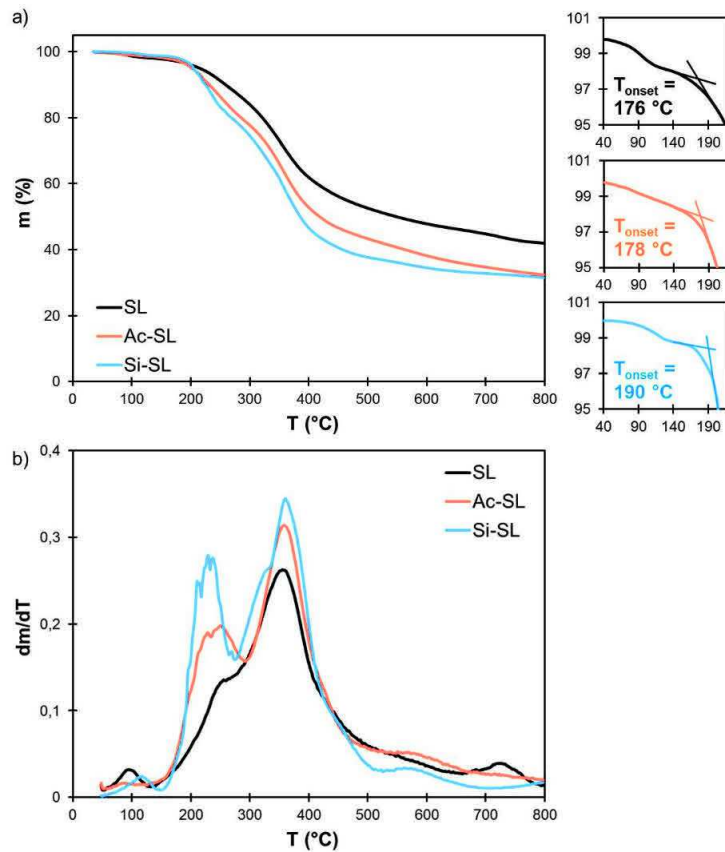 a)
m (%)
100
80
60
40
20
0
SL
Ac-SL
Si-SL
0 100 200 300 400 500 600 700 800
T (°C)
101
99
97
95
Tonset =
176 °C
40 90 140 190
101
99
97
95
Tonset =
178 °C
40 90 140 190
101
99
97
95
Tonset =
190 °C
40 90 140 190
b)
dm/dT
0,4
0,3
0,2
0,1
0
SL
Ac-SL
Si-SL
0 100 200 300 400 500 600 700 800
T (°C)